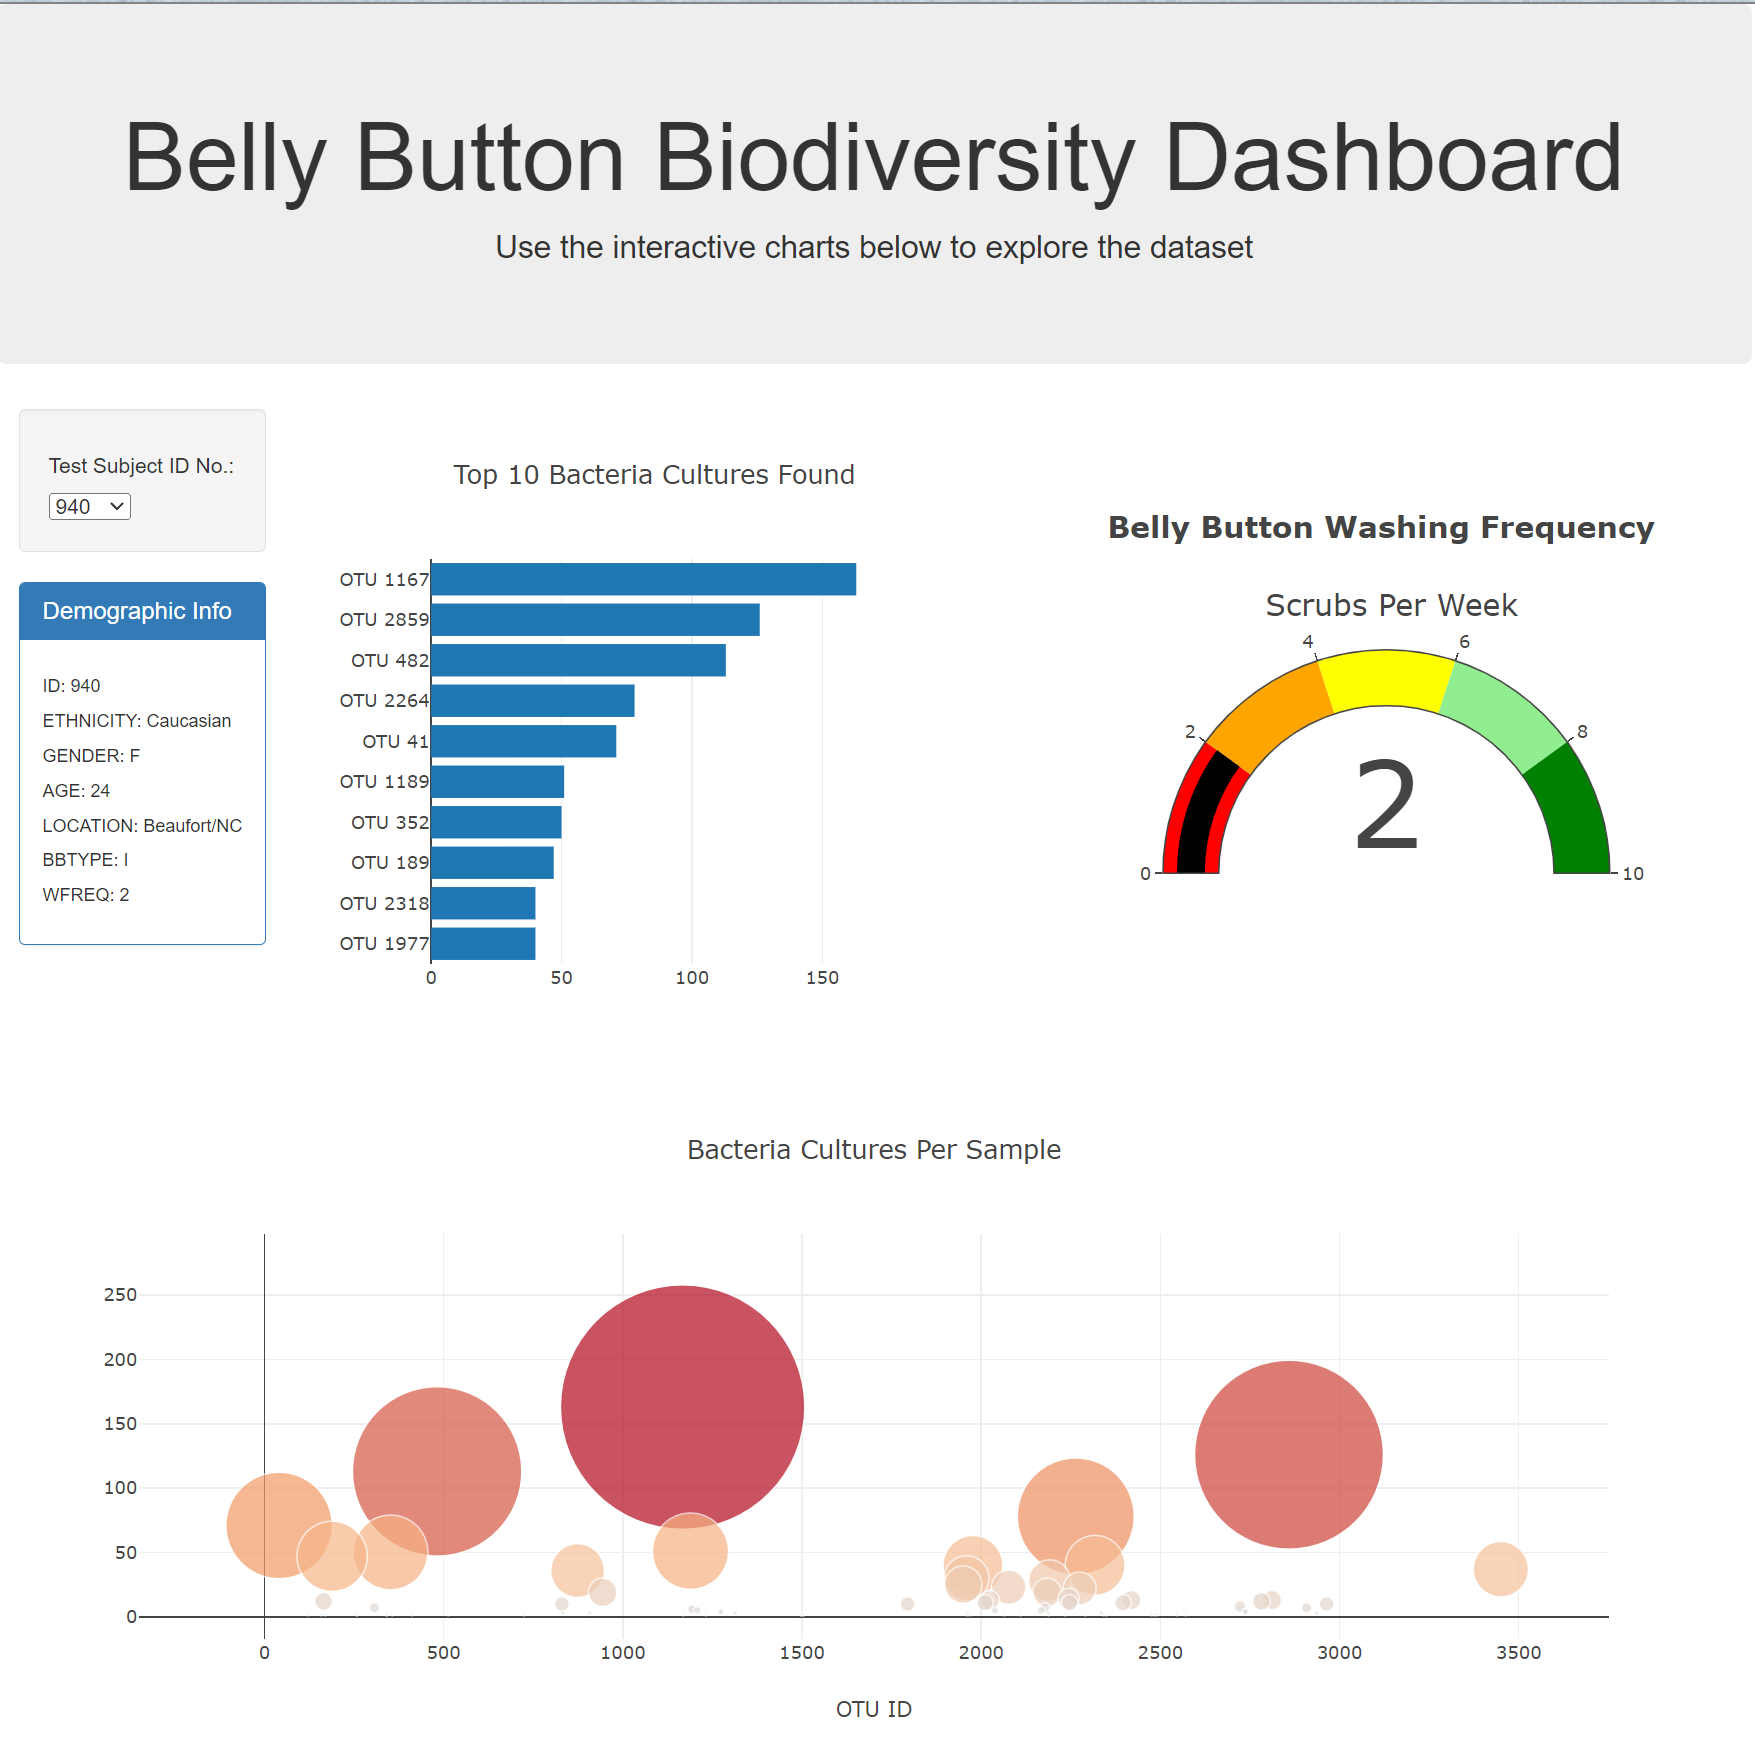 Belly Button Biodiversity Dashboard
Use the interactive charts below to explore the dataset
Test Subject ID No.:
940
Demographic Info
ID: 940
ETHNICITY: Caucasian
GENDER: F
AGE: 24
LOCATION: Beaufort/NC
BBTYPE: I
WFREQ: 2
Top 10 Bacteria Cultures Found
OTU 1167
OTU 2859
OTU 482
OTU 2264
OTU 41
OTU 1189
OTU 352
OTU 189
OTU 2318
OTU 1977
0 50 100 150
Belly Button Washing Frequency
Scrubs Per Week
4 6
2 8
2
0 10
Bacteria Cultures Per Sample
250
200
150
100
50
0
0 500 1000 1500 2000 2500 3000 3500
OTU ID